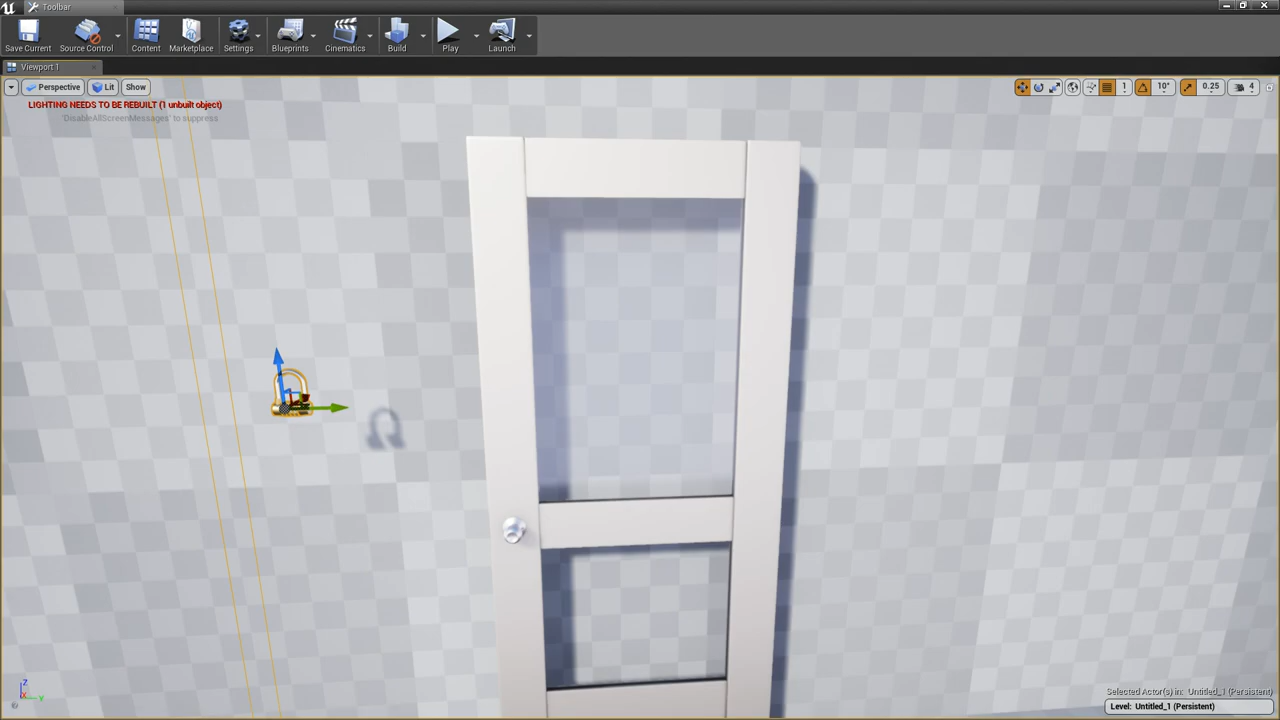 Toolbar
Save Current
Source Control
Content
Marketplace
Settings
Blueprints
Cinematics
Build
Play
Launch
Viewport 1
Perspective
Lit
Show
1
10°
0.25
4
LIGHTING NEEDS TO BE REBUILT (1 unbuilt object)
'DisableAllScreenMessages' to suppress
Z
X
Y
Selected Actor(s) in: Untitled_1 (Persistent)
Level: Untitled_1 (Persistent)